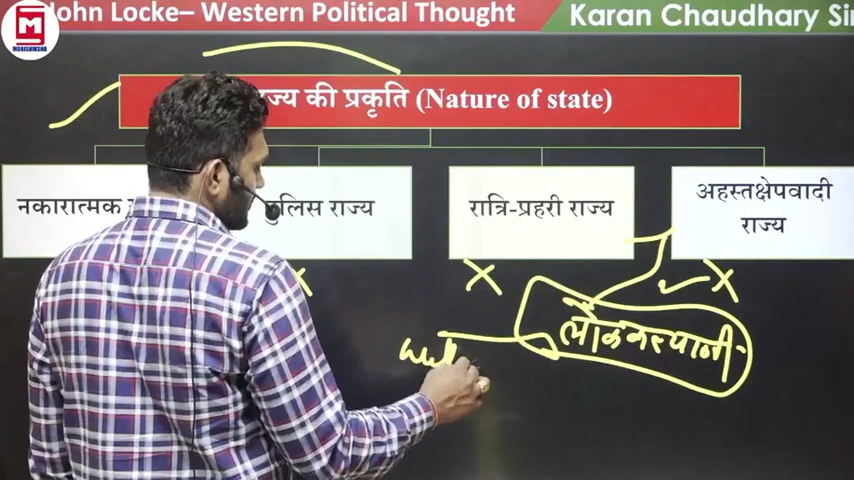 John Locke– Western Political Thought
Karan Chaudhary Sir
MUBISHIKSHA
राज्य की प्रकृति (Nature of state)
नकारात्मक
पुलिस राज्य
रात्रि-प्रहरी राज्य
अहस्तक्षेपवादी
राज्य
लोककल्याणी